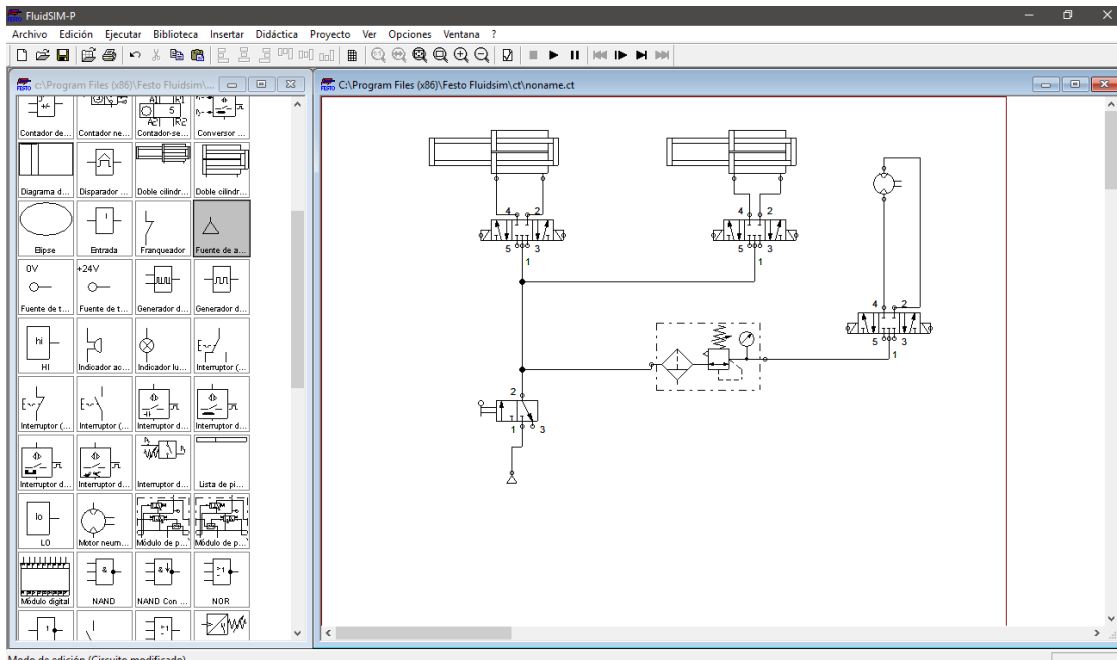 FluidSIM-P
Archivo Edición Ejecutar Biblioteca Insertar Didáctica Proyecto Ver Opciones Ventana ?
C:\Program Files (x86)\Festo Fluidsim\...
C:\Program Files (x86)\Festo Fluidsim\ct\noname.ct
Contador de... Contador ne... Contador-se... Conversor ...
Diagrama d... Disparador ... Doble cilindr... Doble cilindr...
Elipse Entrada Franqueador Fuente de a...
0V +24V
Fuente de t... Fuente de t... Generador d... Generador d...
hi
HI Indicador ac... Indicador lu... Interruptor (...
Interruptor (... Interruptor (... Interruptor d... Interruptor d...
Interruptor d... Interruptor d... Interruptor d... Lista de pi...
lo
LO Motor neum... Módulo de p... Módulo de p...
Módulo digital NAND NAND Con ... NOR
4 2
5 3
1
4 2
5 3
1
4 2
5 3
1
2
1 3
Modo de edición (Circuito modificado)